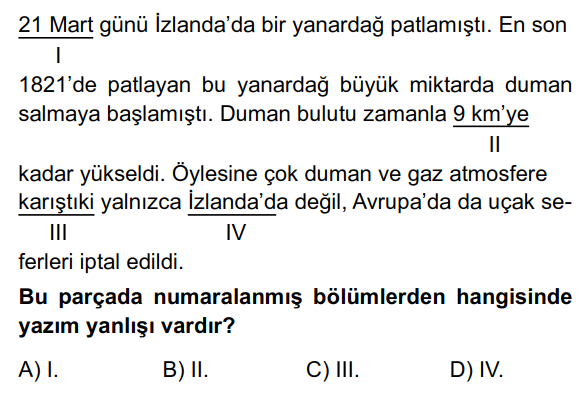 21 Mart günü İzlanda’da bir yanardağ patlamıştı. En son
I
1821’de patlayan bu yanardağ büyük miktarda duman
salmaya başlamıştı. Duman bulutu zamanla 9 km’ye
II
kadar yükseldi. Öylesine çok duman ve gaz atmosfere
karıştıki yalnızca İzlanda’da değil, Avrupa’da da uçak se-
III IV
ferleri iptal edildi.
Bu parçada numaralanmış bölümlerden hangisinde
yazım yanlışı vardır?
A) I. B) II. C) III. D) IV.